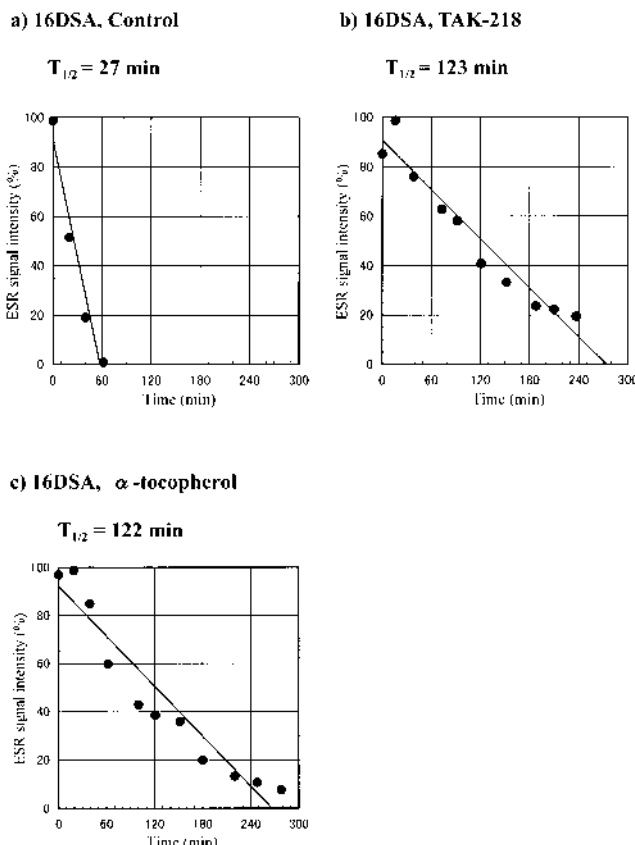 a) 16DSA, Control
T1/2 = 27 min
ESR signal intensity (%)
100
80
60
40
20
0
0 60 120 180 240 300
Time (min)
b) 16DSA, TAK-218
T1/2 = 123 min
ESR signal intensity (%)
100
80
60
40
20
0
0 60 120 180 240 300
Time (min)
c) 16DSA, α-tocopherol
T1/2 = 122 min
ESR signal intensity (%)
100
80
60
40
20
0
0 60 120 180 240 300
Time (min)